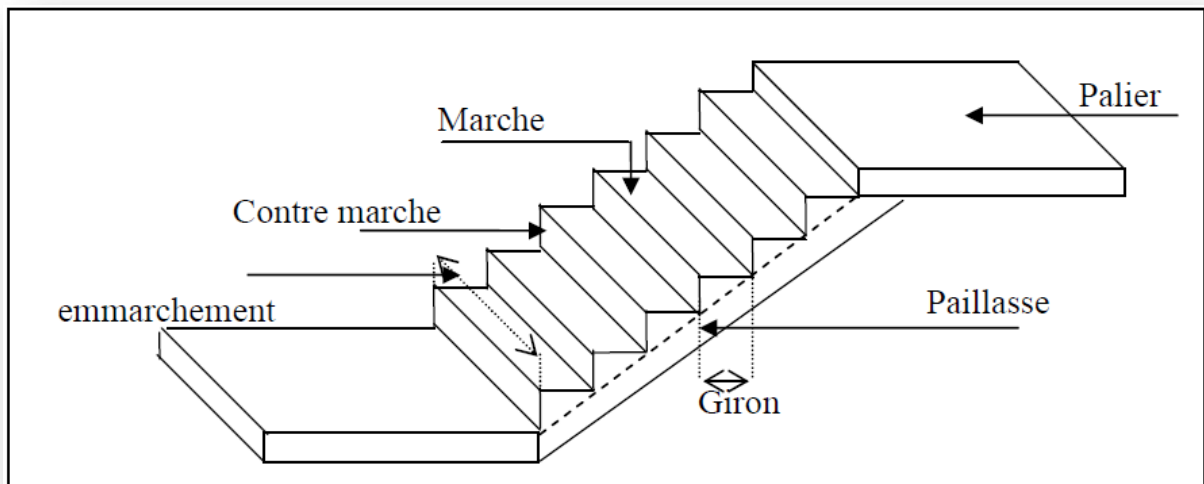 Palier
Marche
Contre marche
emmarchement
Paillasse
Giron